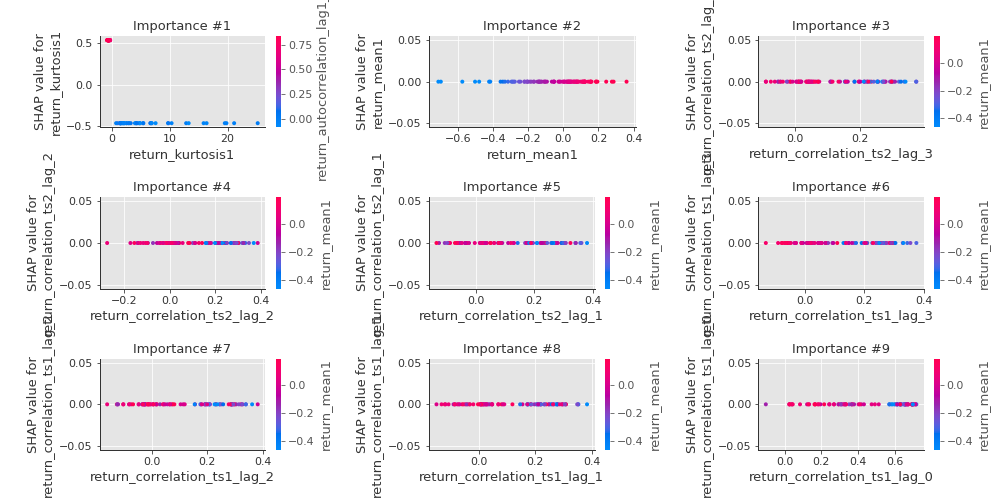 Importance #1
SHAP value for
return_kurtosis1
0.5
0.0
−0.5
0
10
20
return_kurtosis1
0.75
0.50
0.25
0.00
return_autocorrelation_lag1_
Importance #2
SHAP value for
return_mean1
0.05
0.00
−0.05
−0.6
−0.4
−0.2
0.0
0.2
0.4
return_mean1
Importance #3
SHAP value for
return_correlation_ts2_lag_3
0.05
0.00
−0.05
0.0
0.2
return_correlation_ts2_lag_3
0.0
−0.2
−0.4
return_mean1
Importance #4
SHAP value for
return_correlation_ts2_lag_2
0.05
0.00
−0.05
−0.2
0.0
0.2
0.4
return_correlation_ts2_lag_2
0.0
−0.2
−0.4
return_mean1
Importance #5
SHAP value for
return_correlation_ts2_lag_1
0.05
0.00
−0.05
0.0
0.2
0.4
return_correlation_ts2_lag_1
0.0
−0.2
−0.4
return_mean1
Importance #6
SHAP value for
return_correlation_ts1_lag_3
0.05
0.00
−0.05
0.0
0.2
0.4
return_correlation_ts1_lag_3
0.0
−0.2
−0.4
return_mean1
Importance #7
SHAP value for
return_correlation_ts1_lag_2
0.05
0.00
−0.05
0.0
0.2
0.4
return_correlation_ts1_lag_2
0.0
−0.2
−0.4
return_mean1
Importance #8
SHAP value for
return_correlation_ts1_lag_1
0.05
0.00
−0.05
0.0
0.2
0.4
return_correlation_ts1_lag_1
0.0
−0.2
−0.4
return_mean1
Importance #9
SHAP value for
return_correlation_ts1_lag_0
0.05
0.00
−0.05
0.0
0.2
0.4
0.6
return_correlation_ts1_lag_0
0.0
−0.2
−0.4
return_mean1